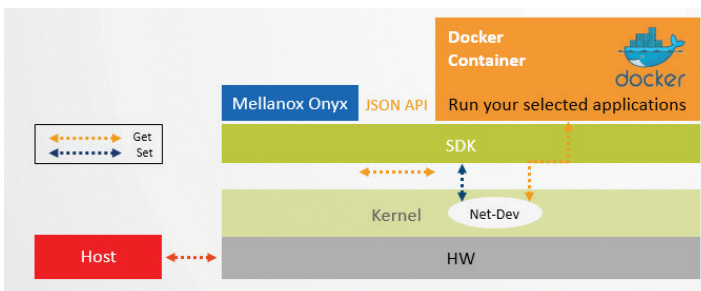 Docker
Container
docker
Mellanox Onyx
JSON API
Run your selected applications
Get
Set
SDK
Kernel
Net-Dev
Host
HW